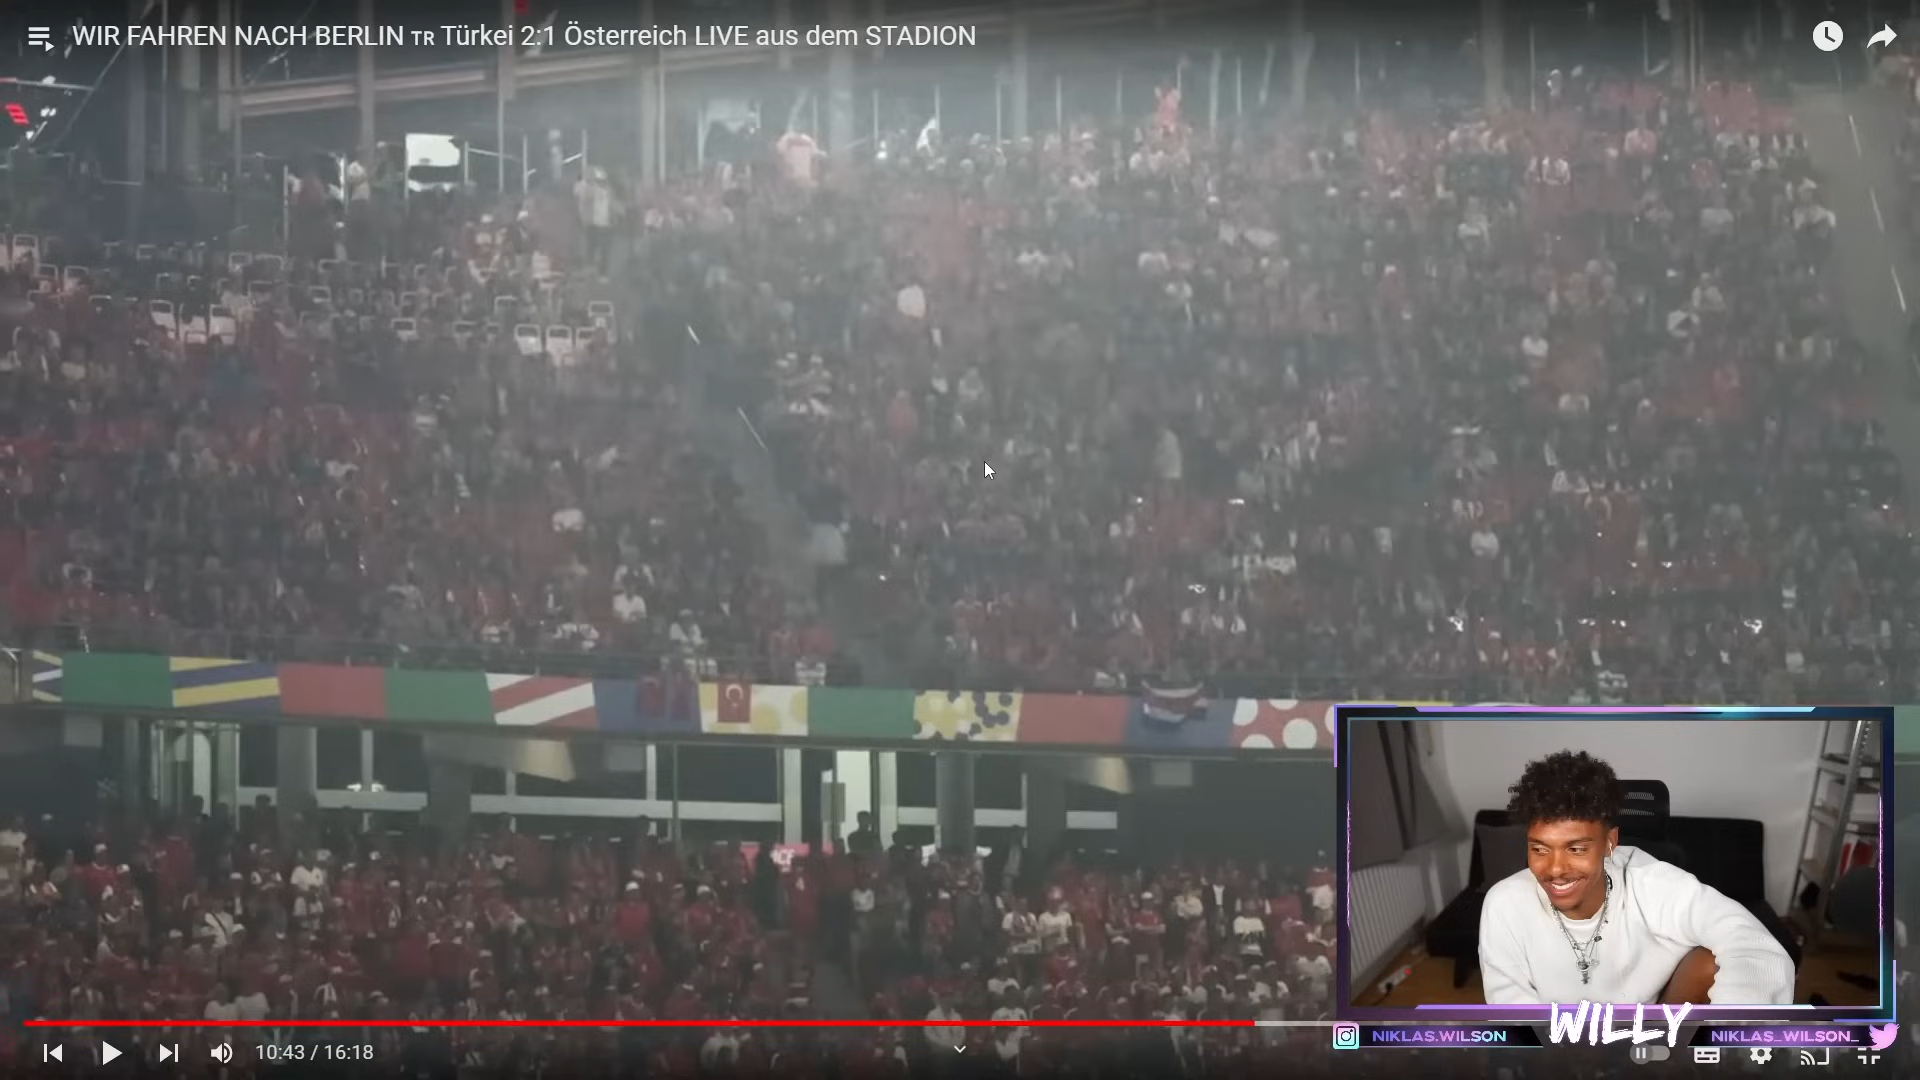 WIR FAHREN NACH BERLIN TR Türkei 2:1 Österreich LIVE aus dem STADION
10:43 / 16:18
NIKLAS.WILSON
WILLY
NIKLAS_WILSON_